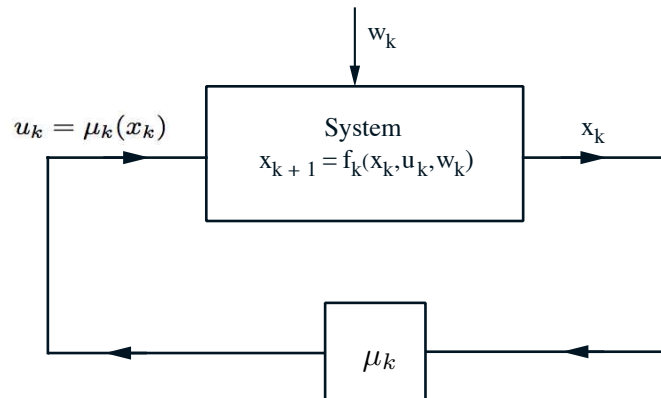 w_k
u_k = μ_k(x_k)
System
x_k
x_{k + 1} = f_k(x_k,u_k,w_k)
μ_k